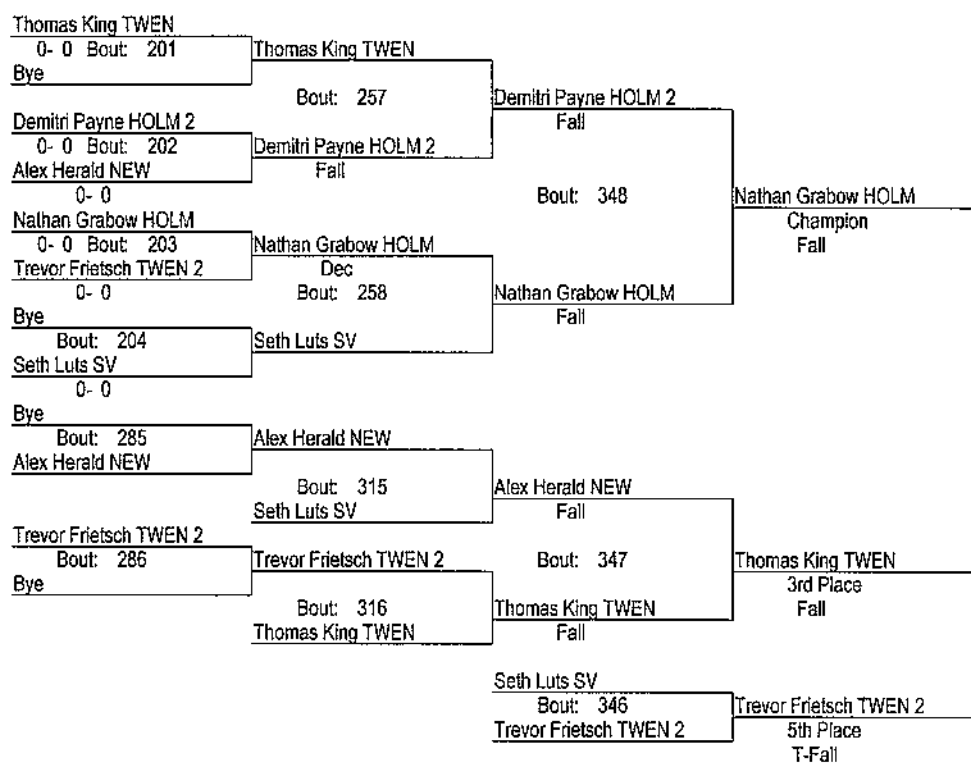 Thomas King TWEN
0- 0 Bout: 201
Bye
Thomas King TWEN
Bout: 257
Demitri Payne HOLM 2
0- 0 Bout: 202
Alex Herald NEW
0- 0
Demitri Payne HOLM 2
Fall
Demitri Payne HOLM 2
Fall
Bout: 348
Nathan Grabow HOLM
0- 0 Bout: 203
Trevor Frietsch TWEN 2
0- 0
Nathan Grabow HOLM
Dec
Bout: 258
Bye
Bout: 204
Seth Luts SV
0- 0
Seth Luts SV
Nathan Grabow HOLM
Fall
Nathan Grabow HOLM
Champion
Fall
Bye
Bout: 285
Alex Herald NEW
Alex Herald NEW
Bout: 315
Seth Luts SV
Alex Herald NEW
Fall
Bout: 347
Trevor Frietsch TWEN 2
Bout: 286
Bye
Trevor Frietsch TWEN 2
Bout: 316
Thomas King TWEN
Thomas King TWEN
Fall
Thomas King TWEN
3rd Place
Fall
Seth Luts SV
Bout: 346
Trevor Frietsch TWEN 2
Trevor Frietsch TWEN 2
5th Place
T-Fall